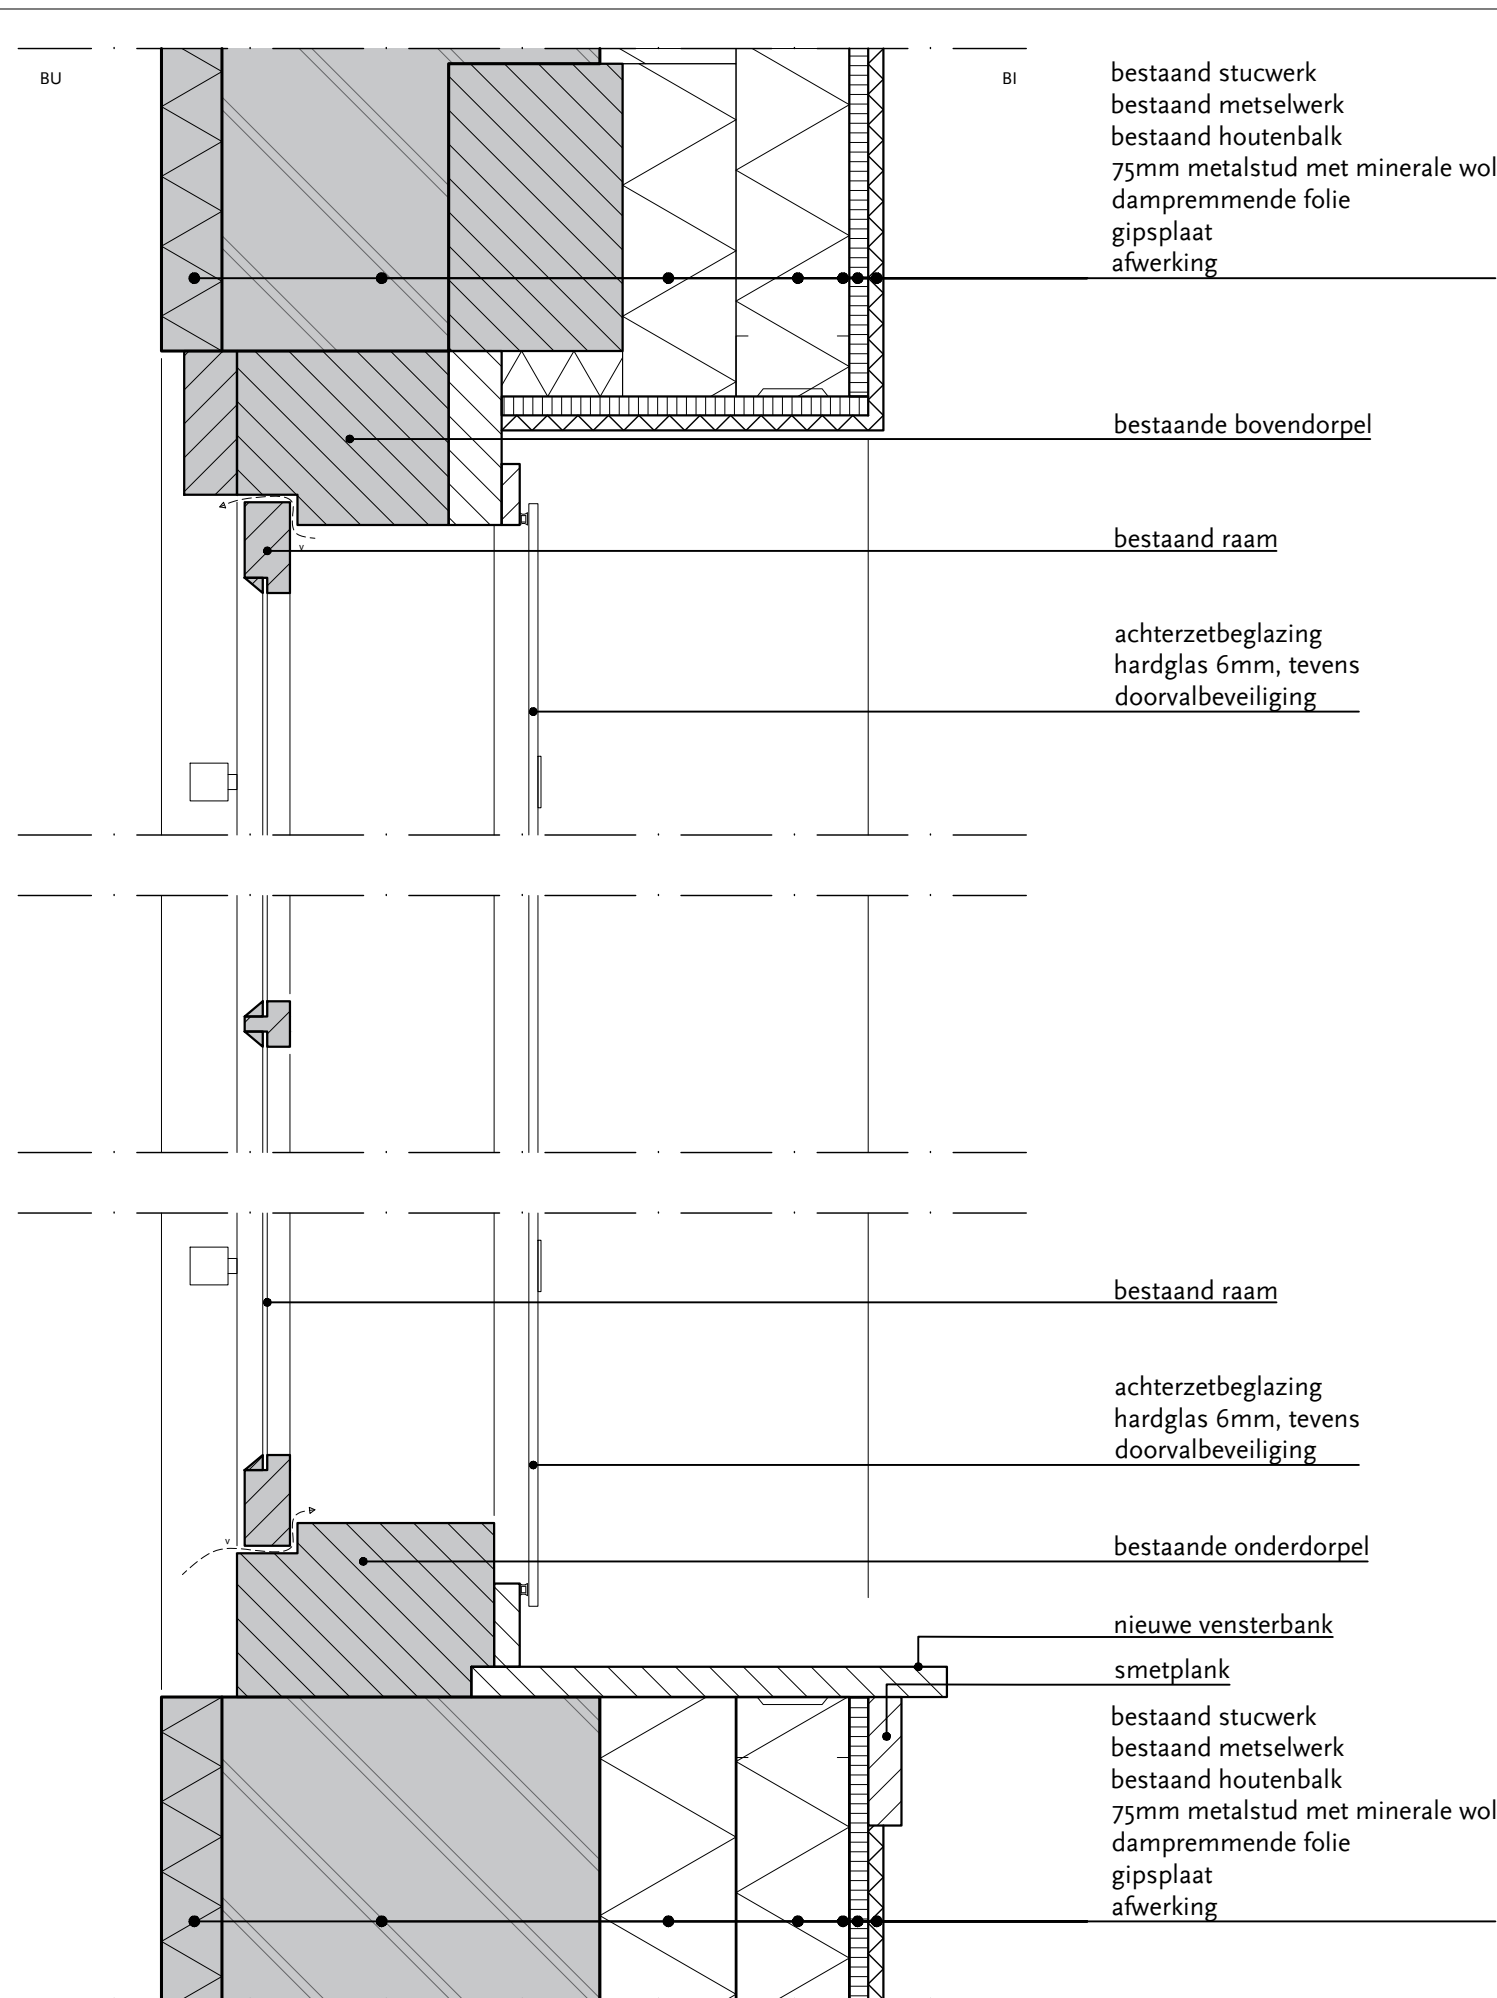 BU
BI
bestaand stucwerk
bestaand metselwerk
bestaand houtenbalk
75mm metalstud met minerale wol
dampremmende folie
gipsplaat
afwerking
bestaande bovendorpel
v
bestaand raam
achterzetbeglazing
hardglas 6mm, tevens
doorvalbeveiliging
bestaand raam
achterzetbeglazing
hardglas 6mm, tevens
doorvalbeveiliging
v
bestaande onderdorpel
nieuwe vensterbank
smetplank
bestaand stucwerk
bestaand metselwerk
bestaand houtenbalk
75mm metalstud met minerale wol
dampremmende folie
gipsplaat
afwerking